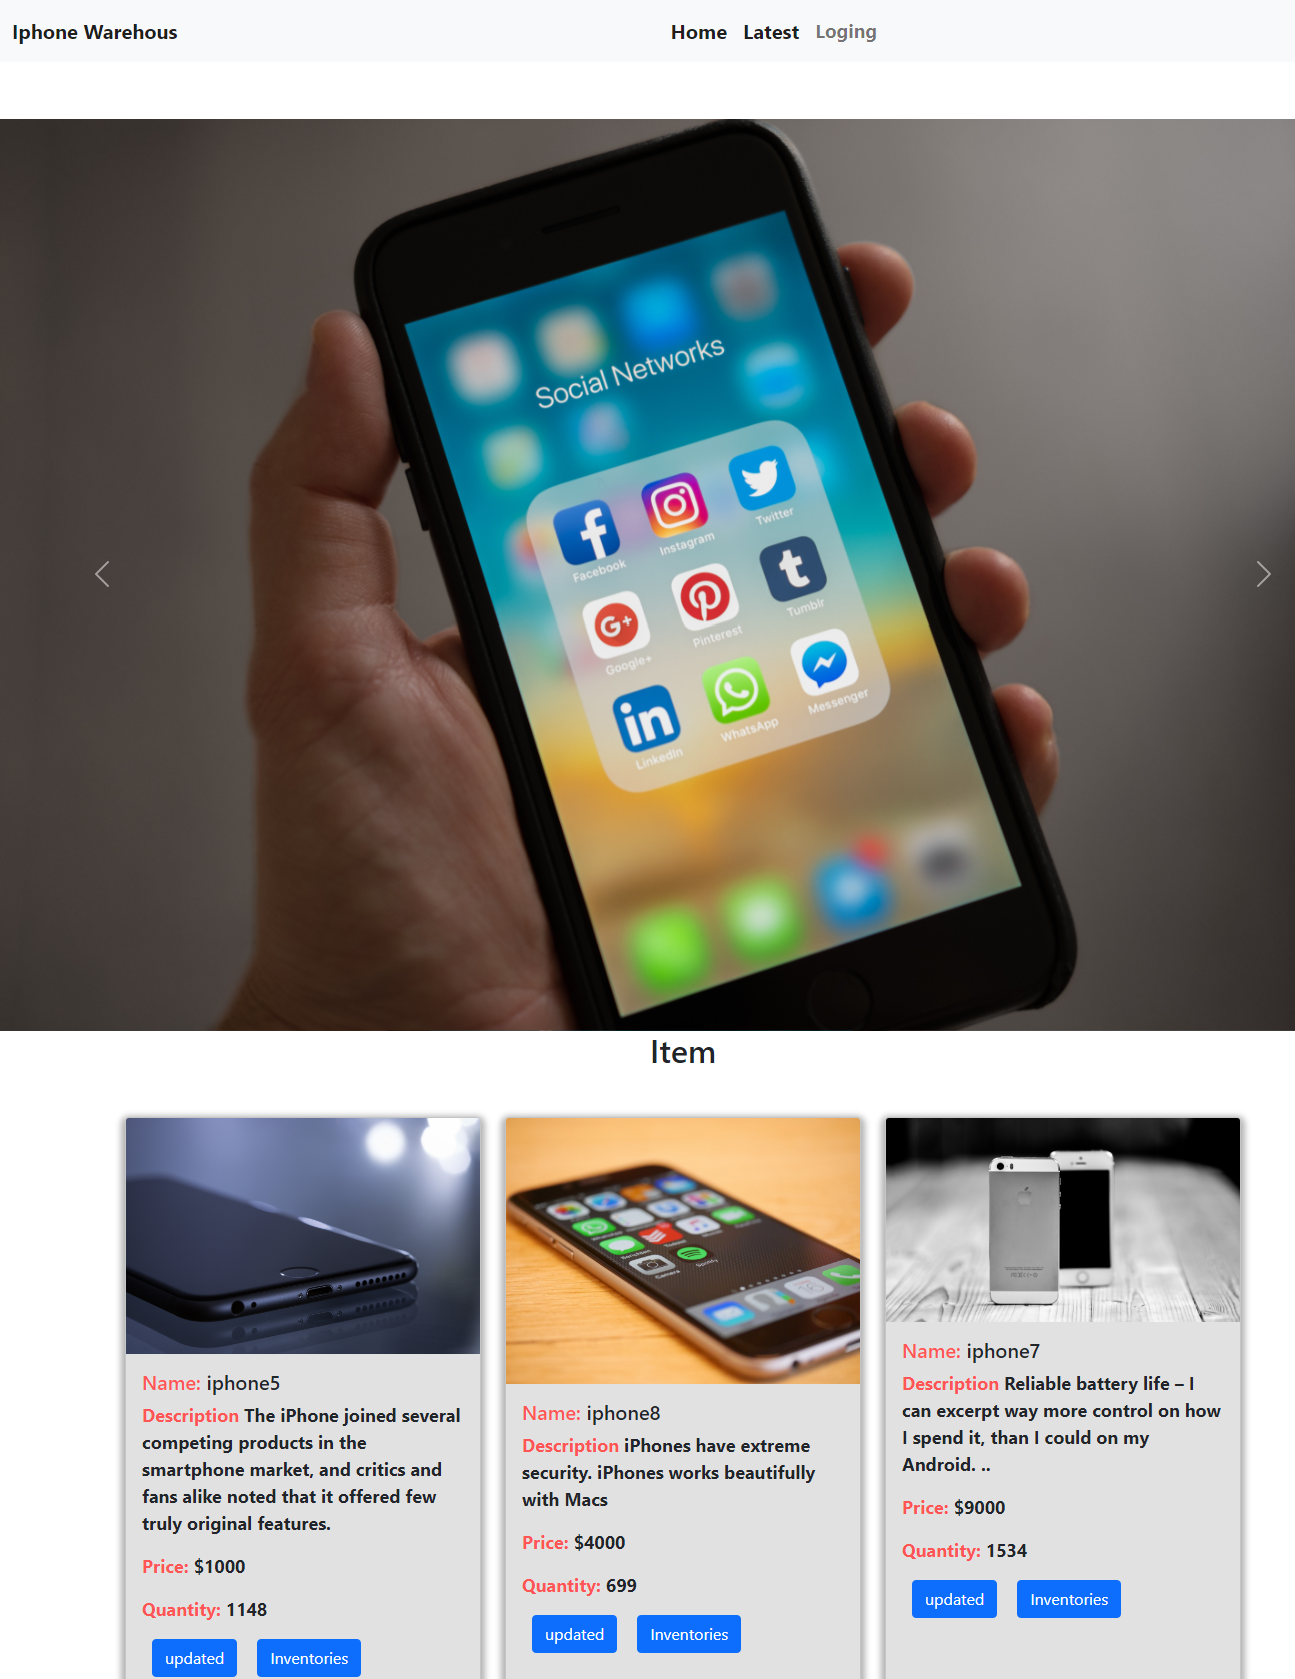 Iphone Warehous
Home Latest Loging
Social Networks
Facebook
Instagram
Twitter
Google+
Pinterest
Tumblr
LinkedIn
WhatsApp
Messenger
Item
Name: iphone5
Description The iPhone joined several
competing products in the
smartphone market, and critics and
fans alike noted that it offered few
truly original features.
Price: $1000
Quantity: 1148
updated
Inventories
Name: iphone8
Description iPhones have extreme
security. iPhones works beautifully
with Macs
Price: $4000
Quantity: 699
updated
Inventories
Name: iphone7
Description Reliable battery life – I
can excerpt way more control on how
I spend it, than I could on my
Android. ..
Price: $9000
Quantity: 1534
updated
Inventories